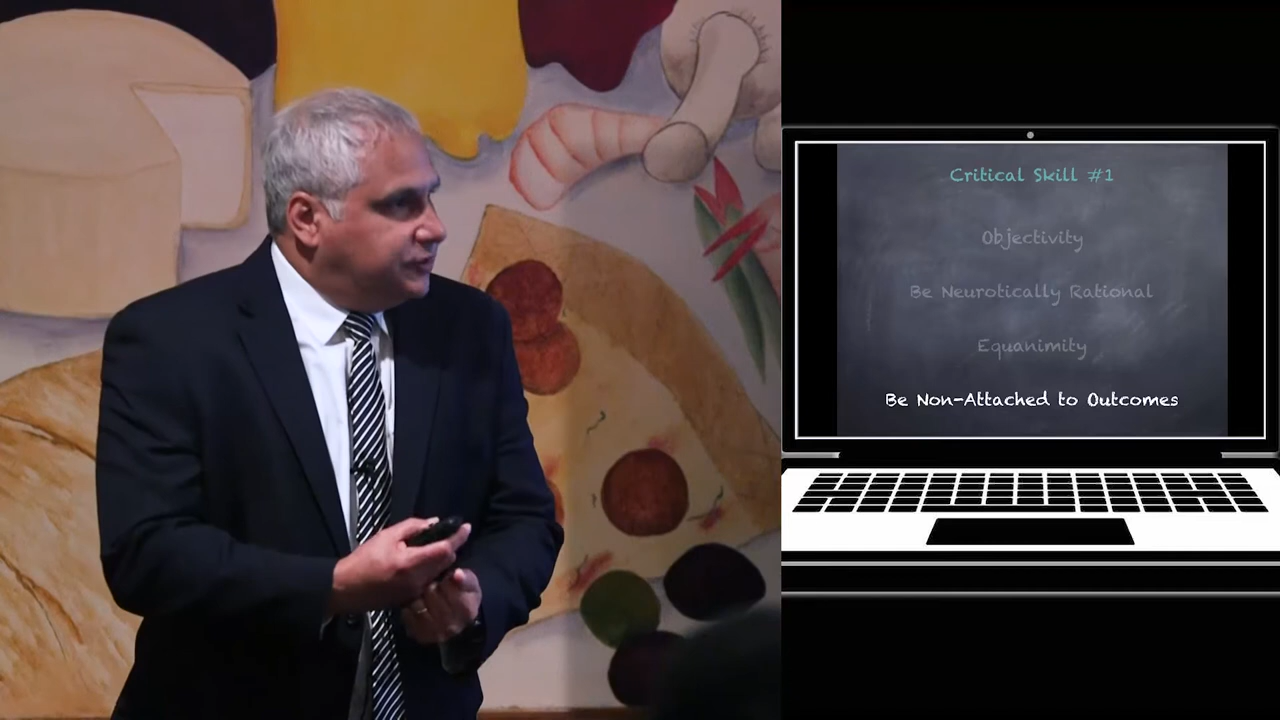 Critical Skill #1
Objectivity
Be Neurotically Rational
Equanimity
Be Non-Attached to Outcomes